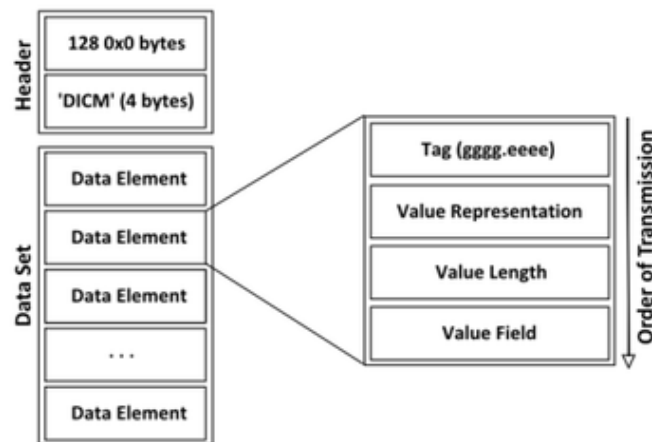 Header
128 0x0 bytes
'DICM' (4 bytes)
Data Set
Data Element
Data Element
Data Element
. . .
Data Element
Tag (gggg.eeee)
Value Representation
Value Length
Value Field
Order of Transmission